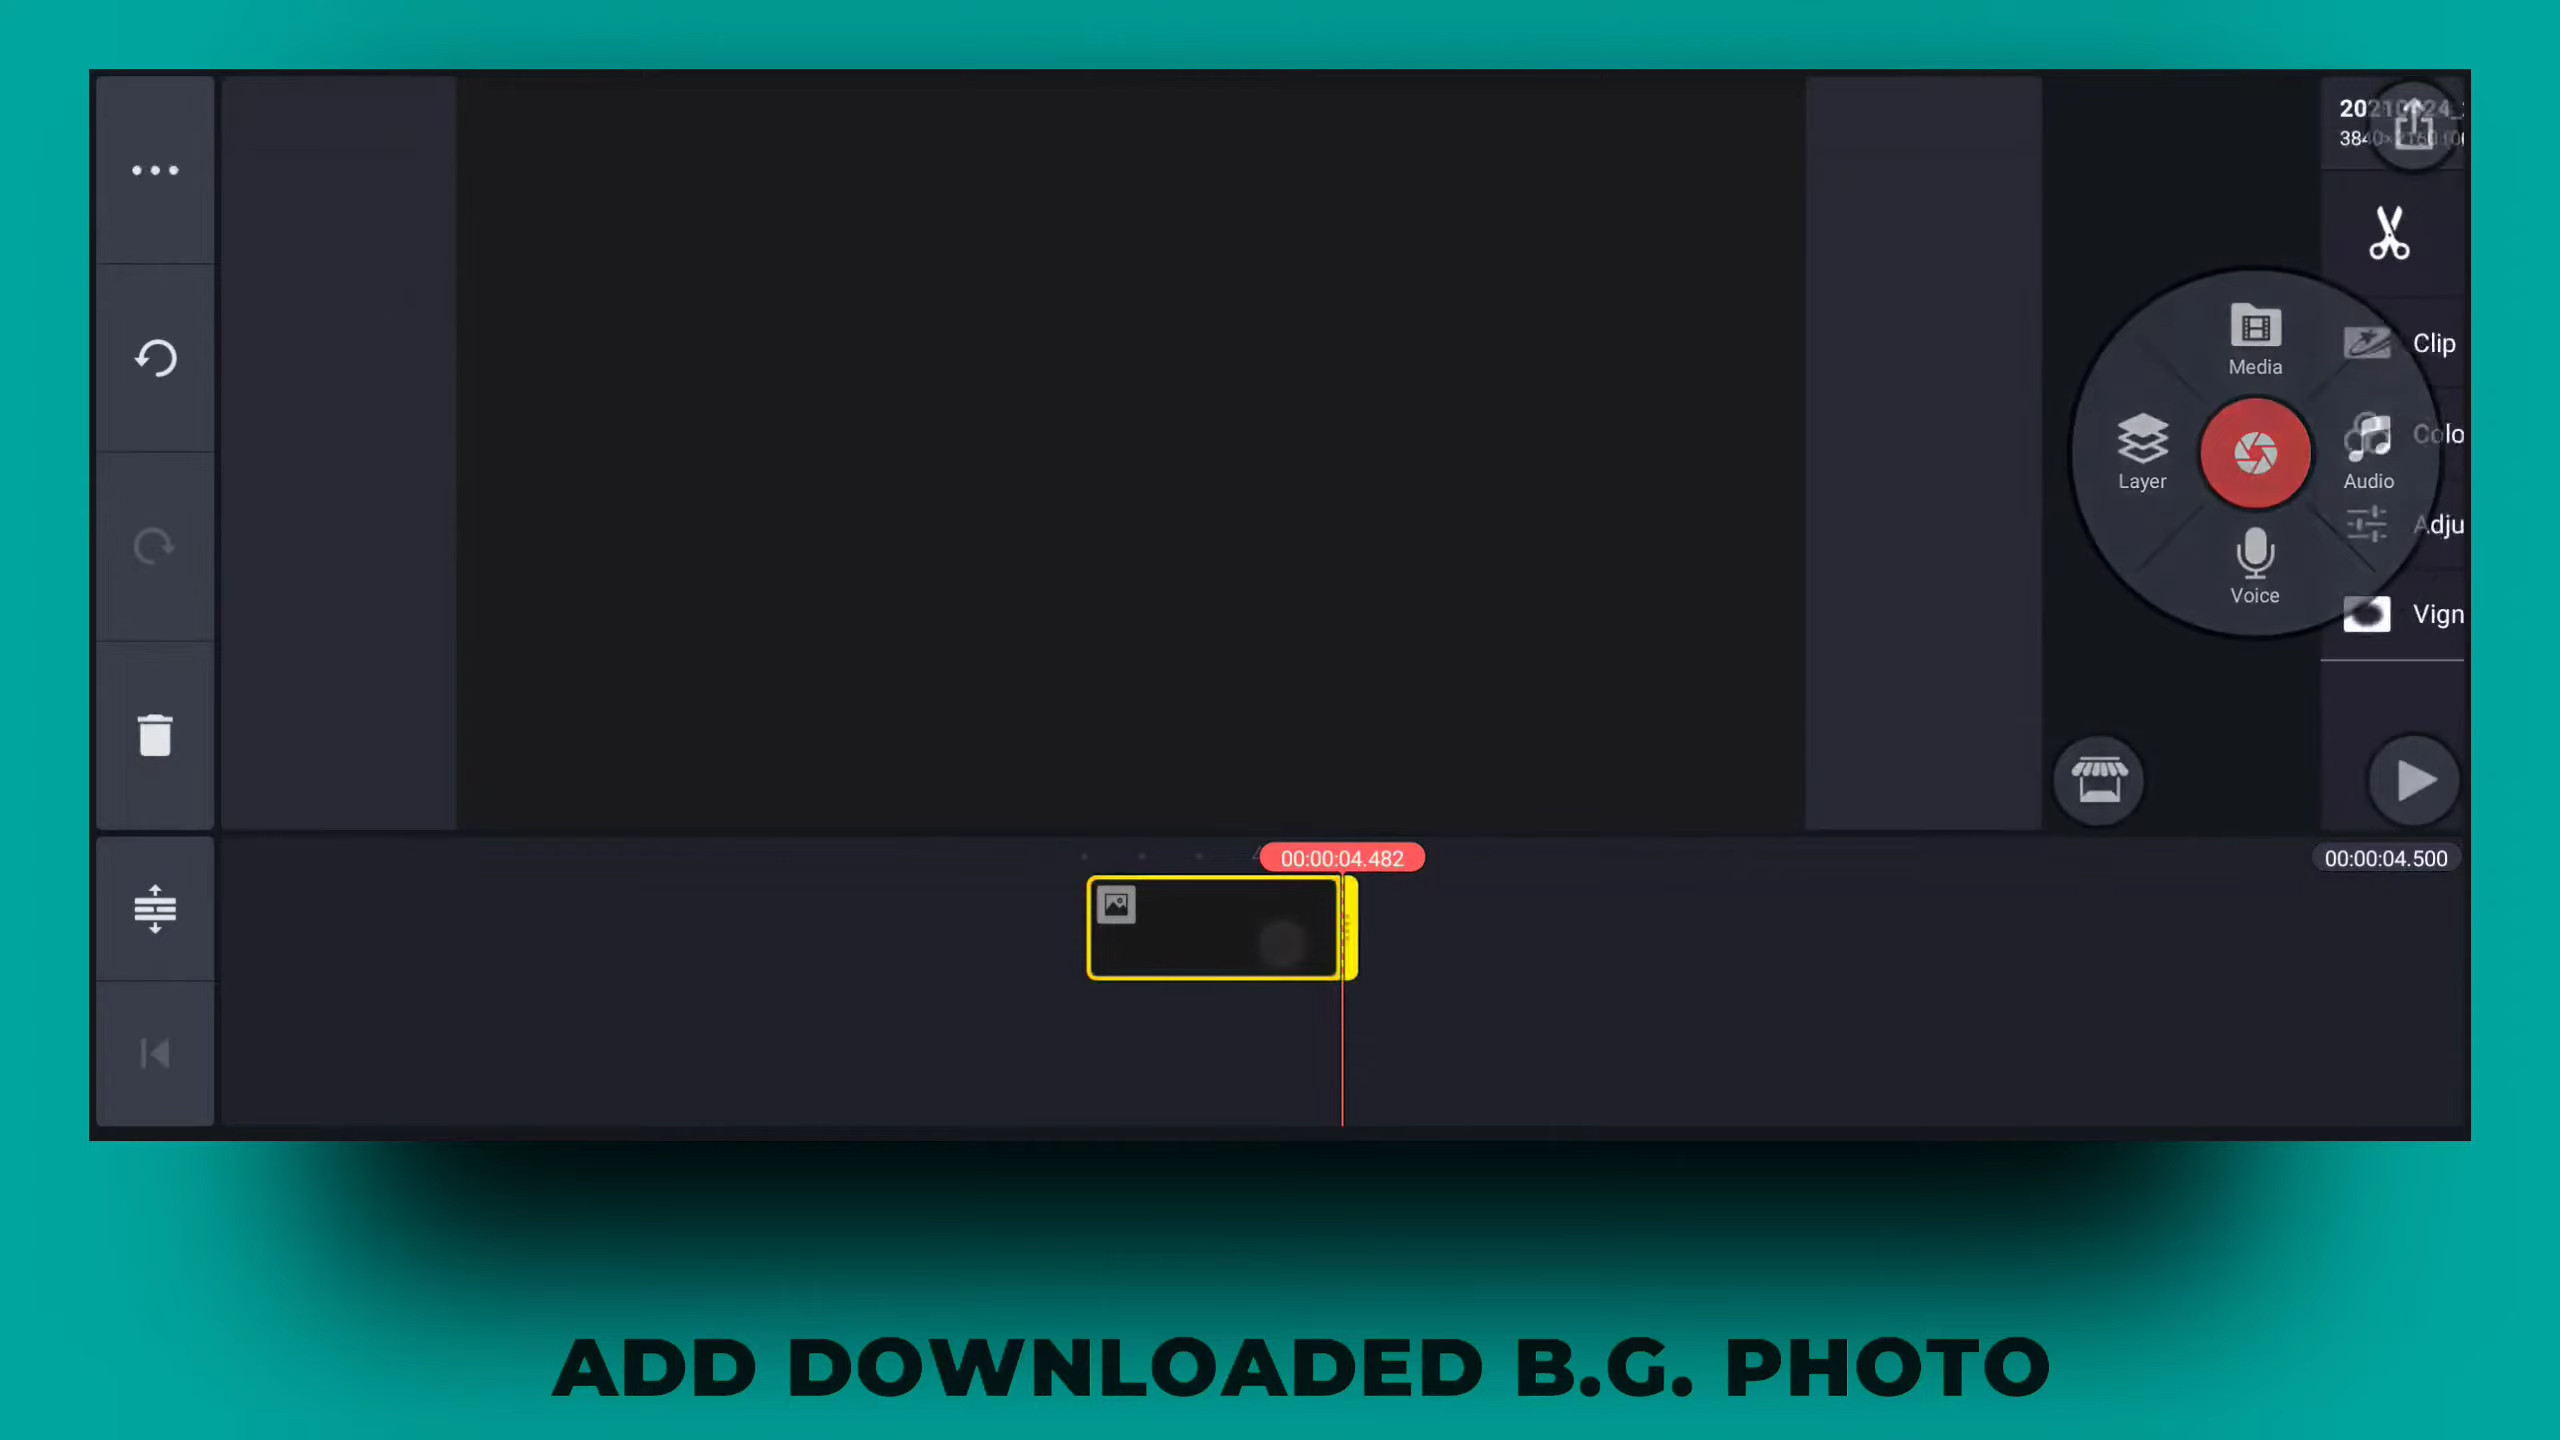 Media
Clip
Layer
Audio
Colo
Adju
Voice
Vign
00:00:04.482
00:00:04.500
ADD DOWNLOADED B.G. PHOTO